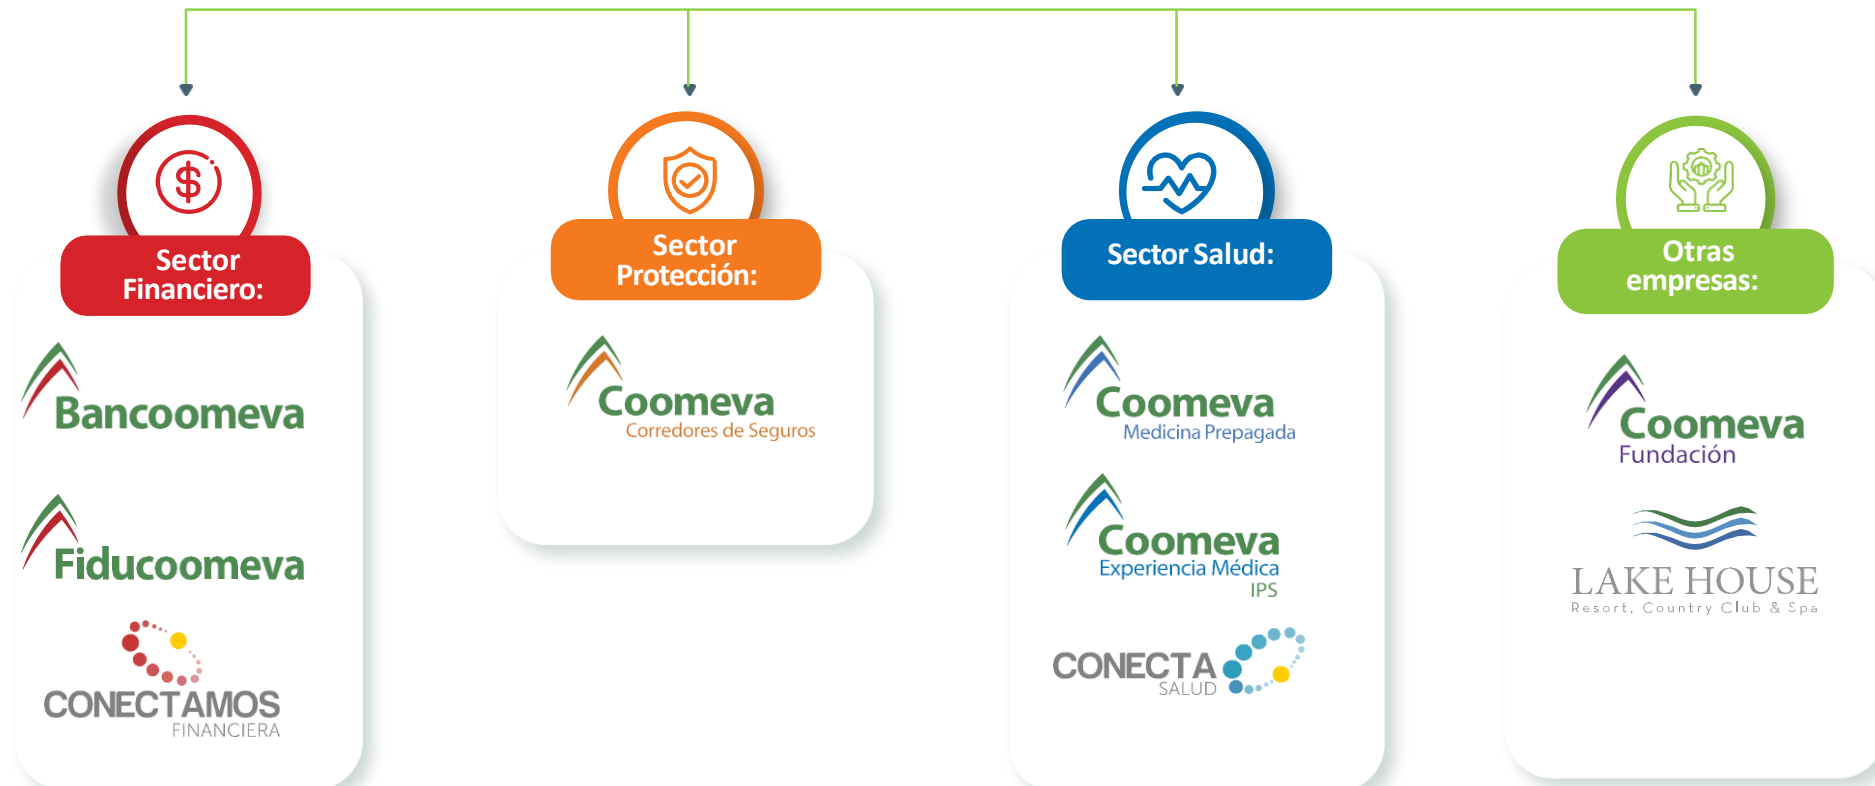 Sector
Financiero:
Bancoomeva
Fiducoomeva
CONECTAMOS
FINANCIERA
Sector
Protección:
Coomeva
Corredores de Seguros
Sector Salud:
Coomeva
Medicina Prepagada
Coomeva
Experiencia Médica
IPS
CONECTA
SALUD
Otras
empresas:
Coomeva
Fundación
LAKE HOUSE
Resort, Country Club & Spa